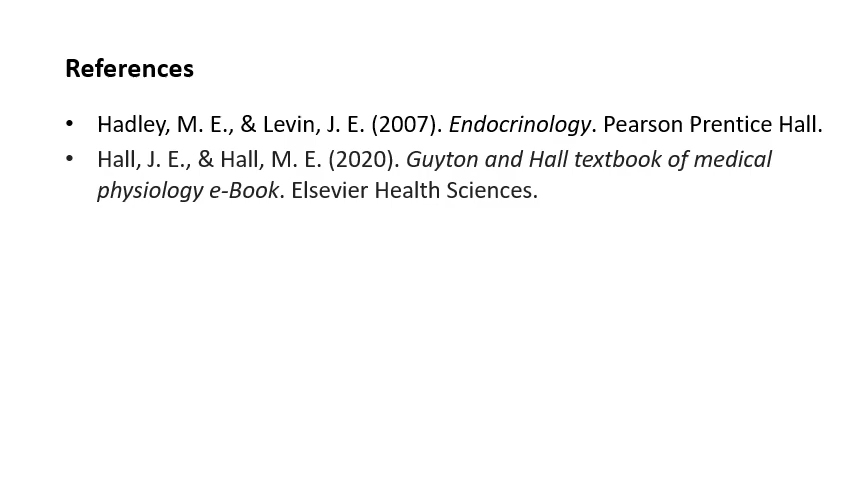 References
• Hadley, M. E., & Levin, J. E. (2007). Endocrinology. Pearson Prentice Hall.
• Hall, J. E., & Hall, M. E. (2020). Guyton and Hall textbook of medical
physiology e-Book. Elsevier Health Sciences.